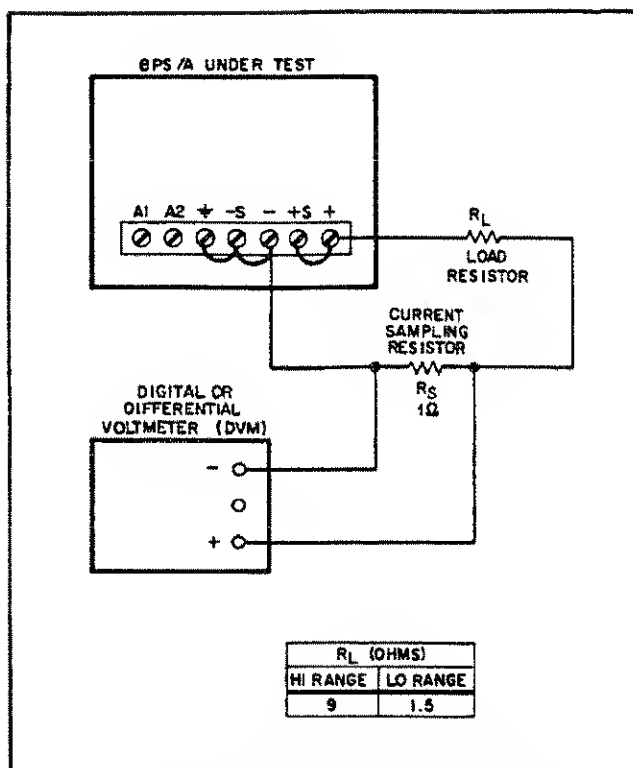 BPS/A UNDER TEST
A1 A2 ⏚ -S - +S +
RL
LOAD
RESISTOR
CURRENT
SAMPLING
RESISTOR
RS
1Ω
DIGITAL OR
DIFFERENTIAL
VOLTMETER (DVM)
-
+
RL (OHMS)
HI RANGE LO RANGE
9 1.5